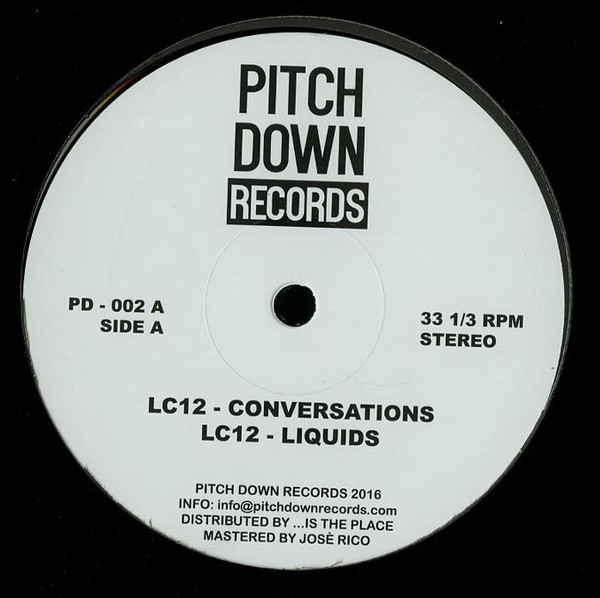 PITCH
DOWN
RECORDS
PD - 002 A
SIDE A
33 1/3 RPM
STEREO
LC12 - CONVERSATIONS
LC12 - LIQUIDS
PITCH DOWN RECORDS 2016
INFO: info@pitchdownrecords.com
DISTRIBUTED BY ...IS THE PLACE
MASTERED BY JOSÈ RICO